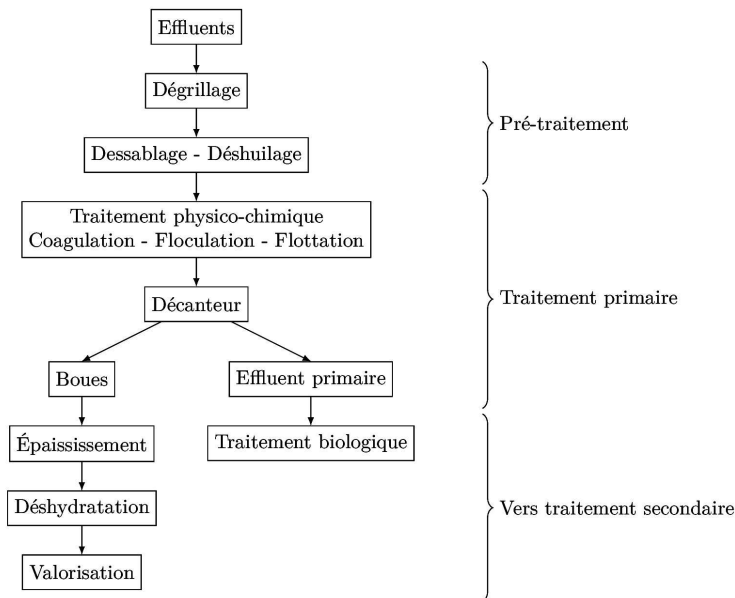 Effluents
Dégrillage
Pré-traitement
Dessablage - Déshuilage
Traitement physico-chimique
Coagulation - Floculation - Flottation
Décanteur
Traitement primaire
Boues
Effluent primaire
Épaississement
Traitement biologique
Déshydratation
Vers traitement secondaire
Valorisation